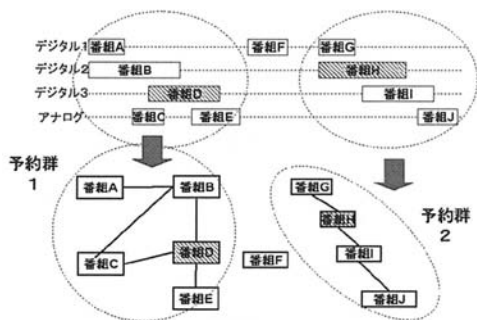 デジタル1 番組A 番組F 番組G
デジタル2 番組B 番組H
デジタル3 番組D 番組I
アナログ 番組C 番組E 番組J
予約群
1
番組A 番組B
番組C 番組D
番組E
番組F
番組G
番組H
番組I
番組J
予約群
2